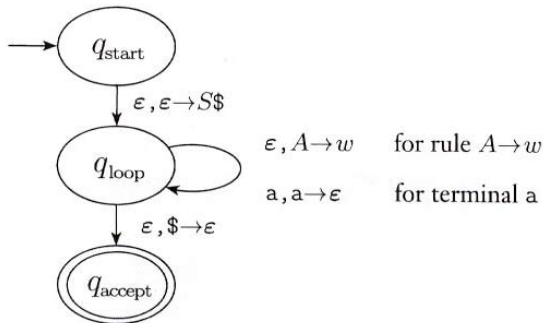 q_start
ε, ε→S$
q_loop
ε, A→w for rule A→w
a, a→ε for terminal a
ε, $→ε
q_accept